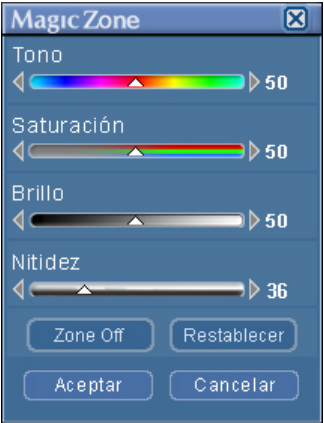 Magic Zone
Tono
50
Saturación
50
Brillo
50
Nitidez
36
Zone Off Restablecer
Aceptar Cancelar